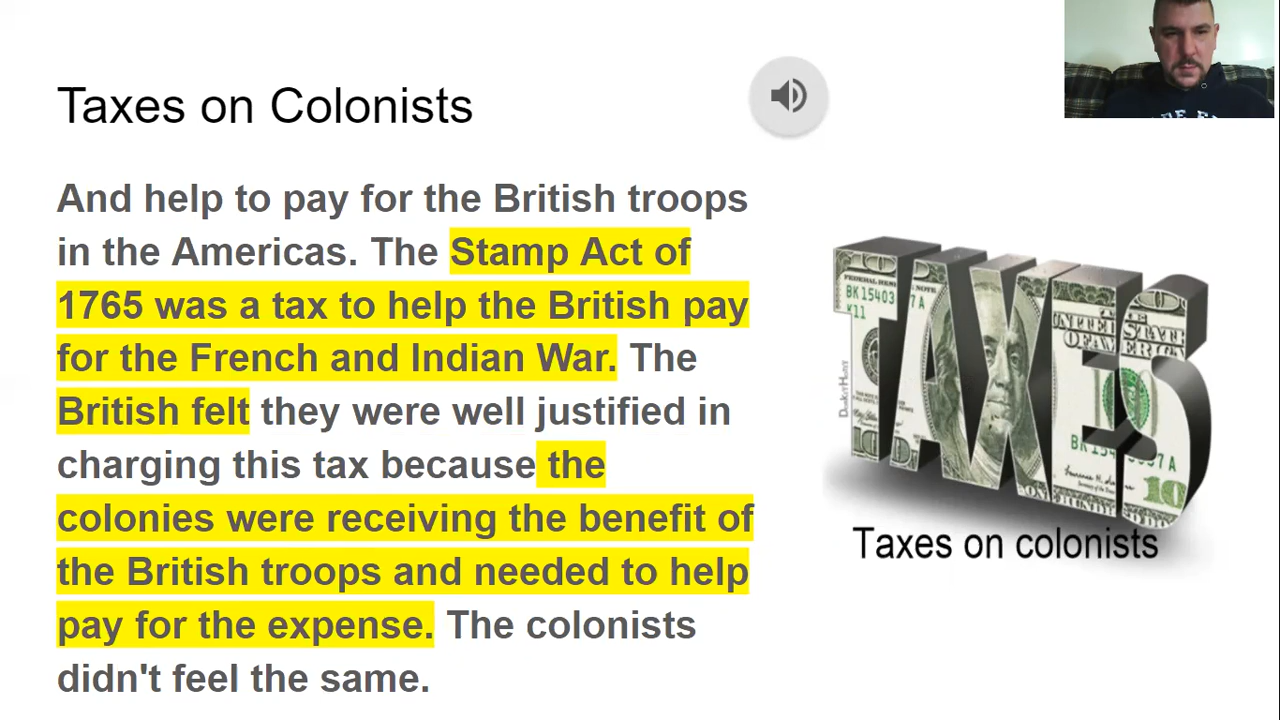 Taxes on Colonists
And help to pay for the British troops
in the Americas. The Stamp Act of
1765 was a tax to help the British pay
for the French and Indian War. The
British felt they were well justified in
charging this tax because the
colonies were receiving the benefit of
the British troops and needed to help
pay for the expense. The colonists
didn't feel the same.
TAXES
Taxes on colonists